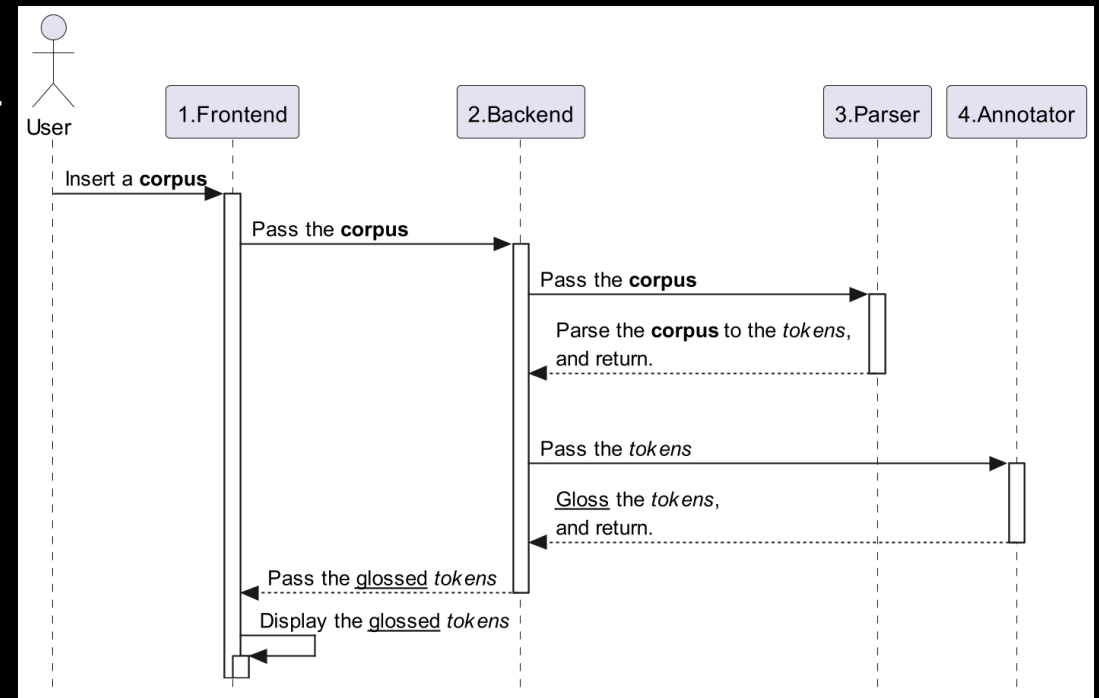 User
1.Frontend
2.Backend
3.Parser
4.Annotator
Insert a corpus
Pass the corpus
Pass the corpus
Parse the corpus to the tokens,
and return.
Pass the tokens
Gloss the tokens,
and return.
Pass the glossed tokens
Display the glossed tokens